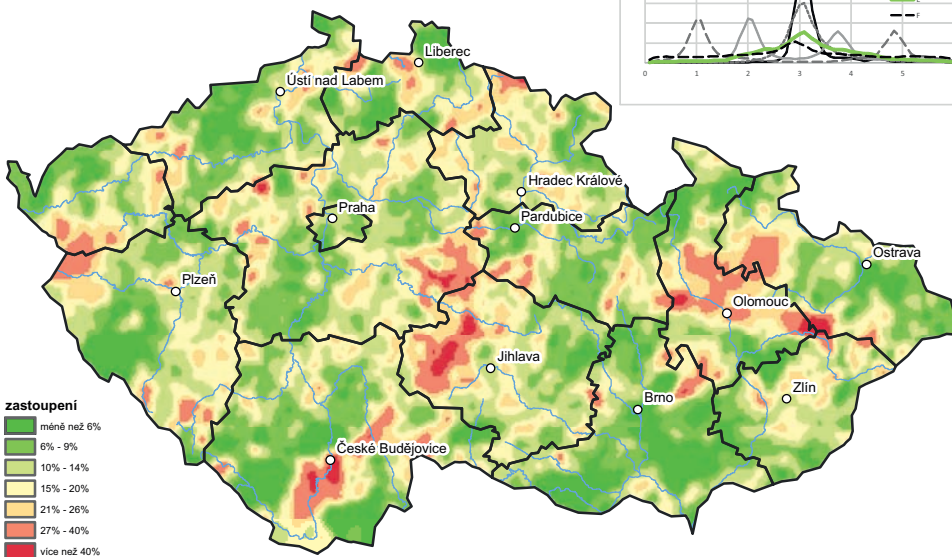 F
0 1 2 3 4 5
Liberec
Ústí nad Labem
Hradec Králové
Praha
Pardubice
Ostrava
Plzeň
Olomouc
Jihlava
Zlín
Brno
České Budějovice
zastoupení
méně než 6%
6% - 9%
10% - 14%
15% - 20%
21% - 26%
27% - 40%
více než 40%